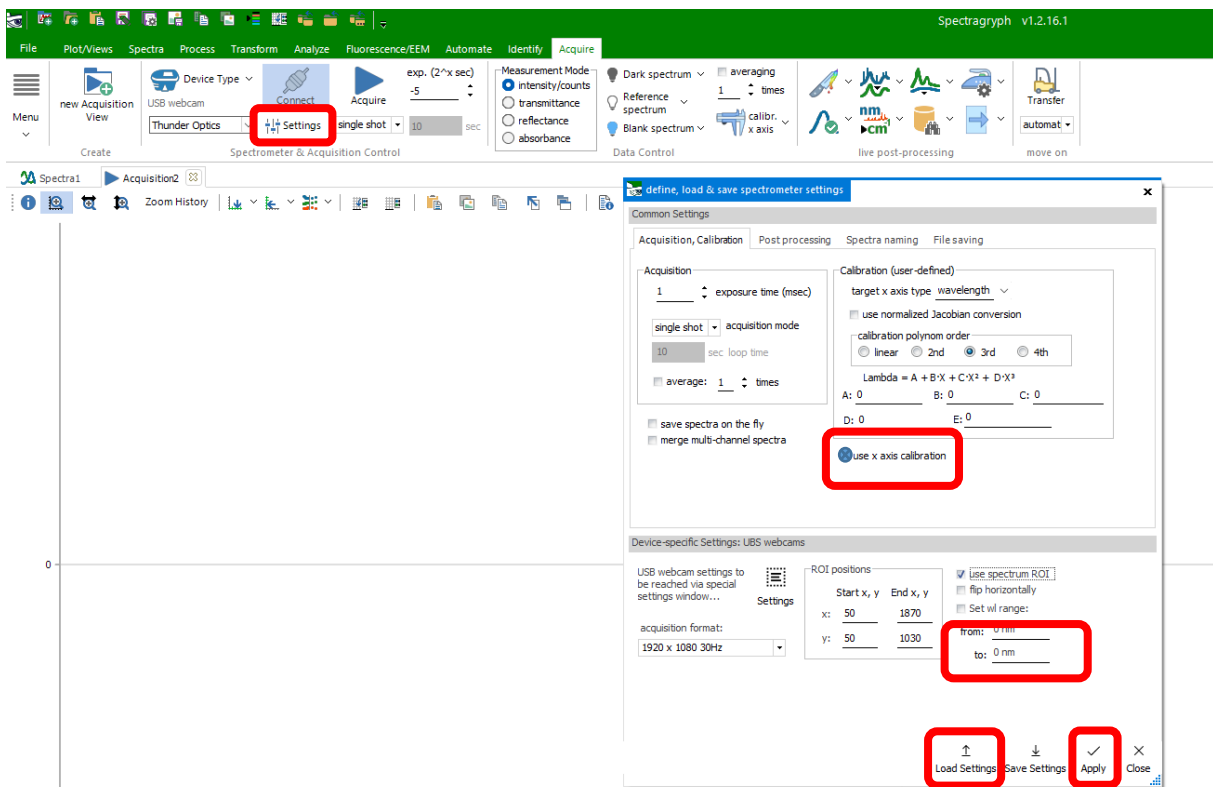 Spectragryph v1.2.16.1
File Plot/Views Spectra Process Transform Analyze Fluorescence/EEM Automate Identify Acquire
Menu
new Acquisition
View
Create
Device Type
USB webcam
Thunder Optics
Connect
Settings
Acquire
single shot
exp. (2^x sec)
-5
10 sec
Spectrometer & Acquisition Control
Measurement Mode
intensity/counts
transmittance
reflectance
absorbance
Dark spectrum
Reference
spectrum
Blank spectrum
averaging
1 times
calibr.
x axis
Data Control
nm
cm
live post-processing
Transfer
automat
move on
Spectra1 Acquisition2
Zoom History
0
define, load & save spectrometer settings
Common Settings
Acquisition, Calibration Post processing Spectra naming File saving
Acquisition
1 exposure time (msec)
single shot acquisition mode
10 sec loop time
average: 1 times
save spectra on the fly
merge multi-channel spectra
Calibration (user-defined)
target x axis type wavelength
use normalized Jacobian conversion
calibration polynom order
linear 2nd 3rd 4th
Lambda = A +B·X + C·X² + D·X³
A: 0 B: 0 C: 0
D: 0 E: 0
use x axis calibration
Device-specific Settings: UBS webcams
USB webcam settings to
be reached via special
settings window...
Settings
acquisition format:
1920 x 1080 30Hz
ROI positions
Start x, y End x, y
x: 50 1870
y: 50 1030
use spectrum ROI
flip horizontally
Set wl range:
from: 0 nm
to: 0 nm
Load Settings Save Settings Apply Close